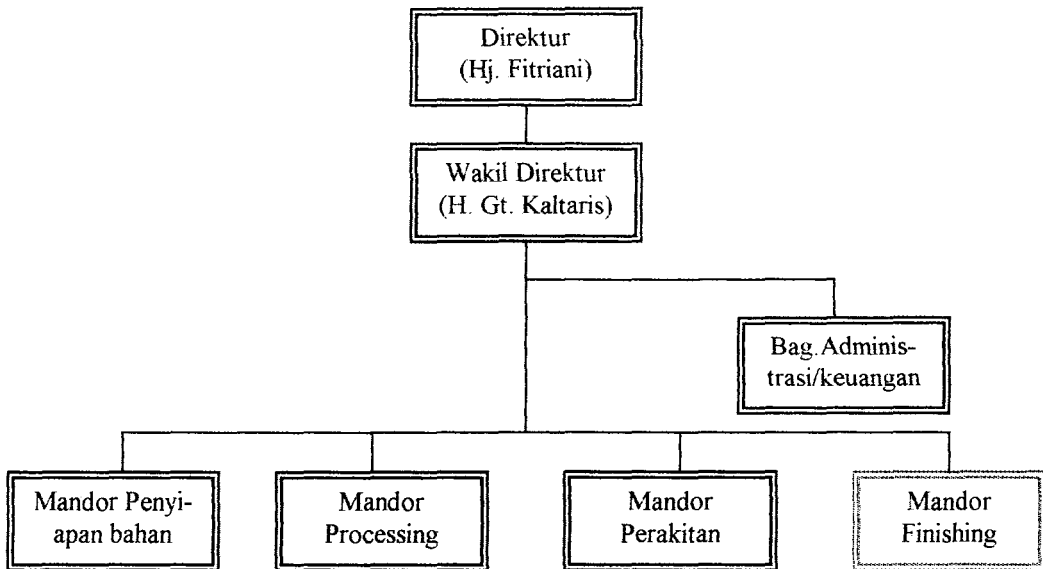 Direktur
(Hj. Fitriani)
Wakil Direktur
(H. Gt. Kaltaris)
Bag.Adminis-
trasi/keuangan
Mandor Penyi-
apan bahan
Mandor
Processing
Mandor
Perakitan
Mandor
Finishing